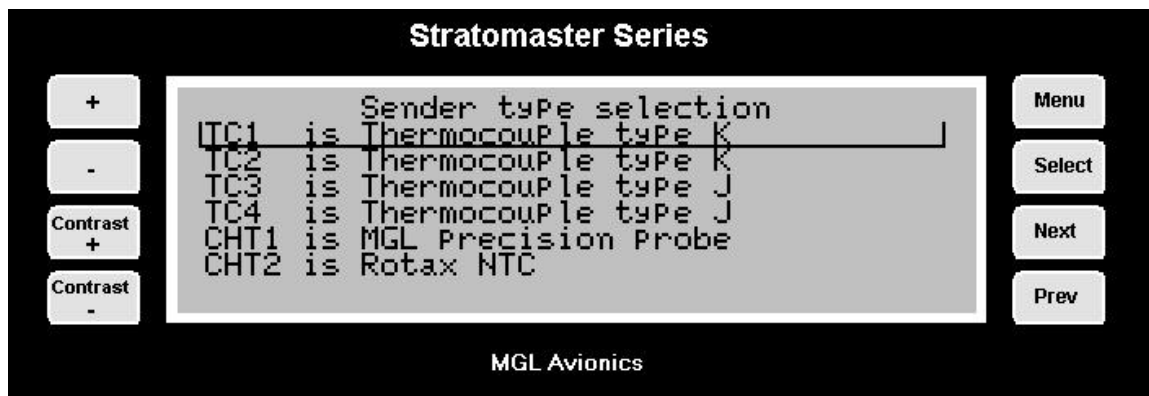 Stratomaster Series
+
-
Contrast
+
Contrast
-
Sender type selection
TC1 is Thermocouple type K
TC2 is Thermocouple type K
TC3 is Thermocouple type J
TC4 is Thermocouple type J
CHT1 is MGL Precision Probe
CHT2 is Rotax NTC
Menu
Select
Next
Prev
MGL Avionics